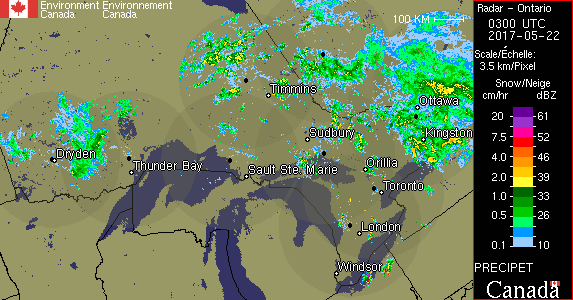 Environment Environnement
Canada Canada
100 KM
Timmins
Ottawa
Kingston
Sudbury
Dryden
Thunder Bay
Sault Ste. Marie
Orillia
Toronto
London
Windsor
Radar - Ontario
0300 UTC
2017-05-22
Scale/Échelle:
3.5 km/Pixel
Snow/Neige
cm/hr dBZ
20 61
7.5 52
4.0 46
2.0 39
1.0 33
0.5 26
0.1 10
PRECIPET
Canada